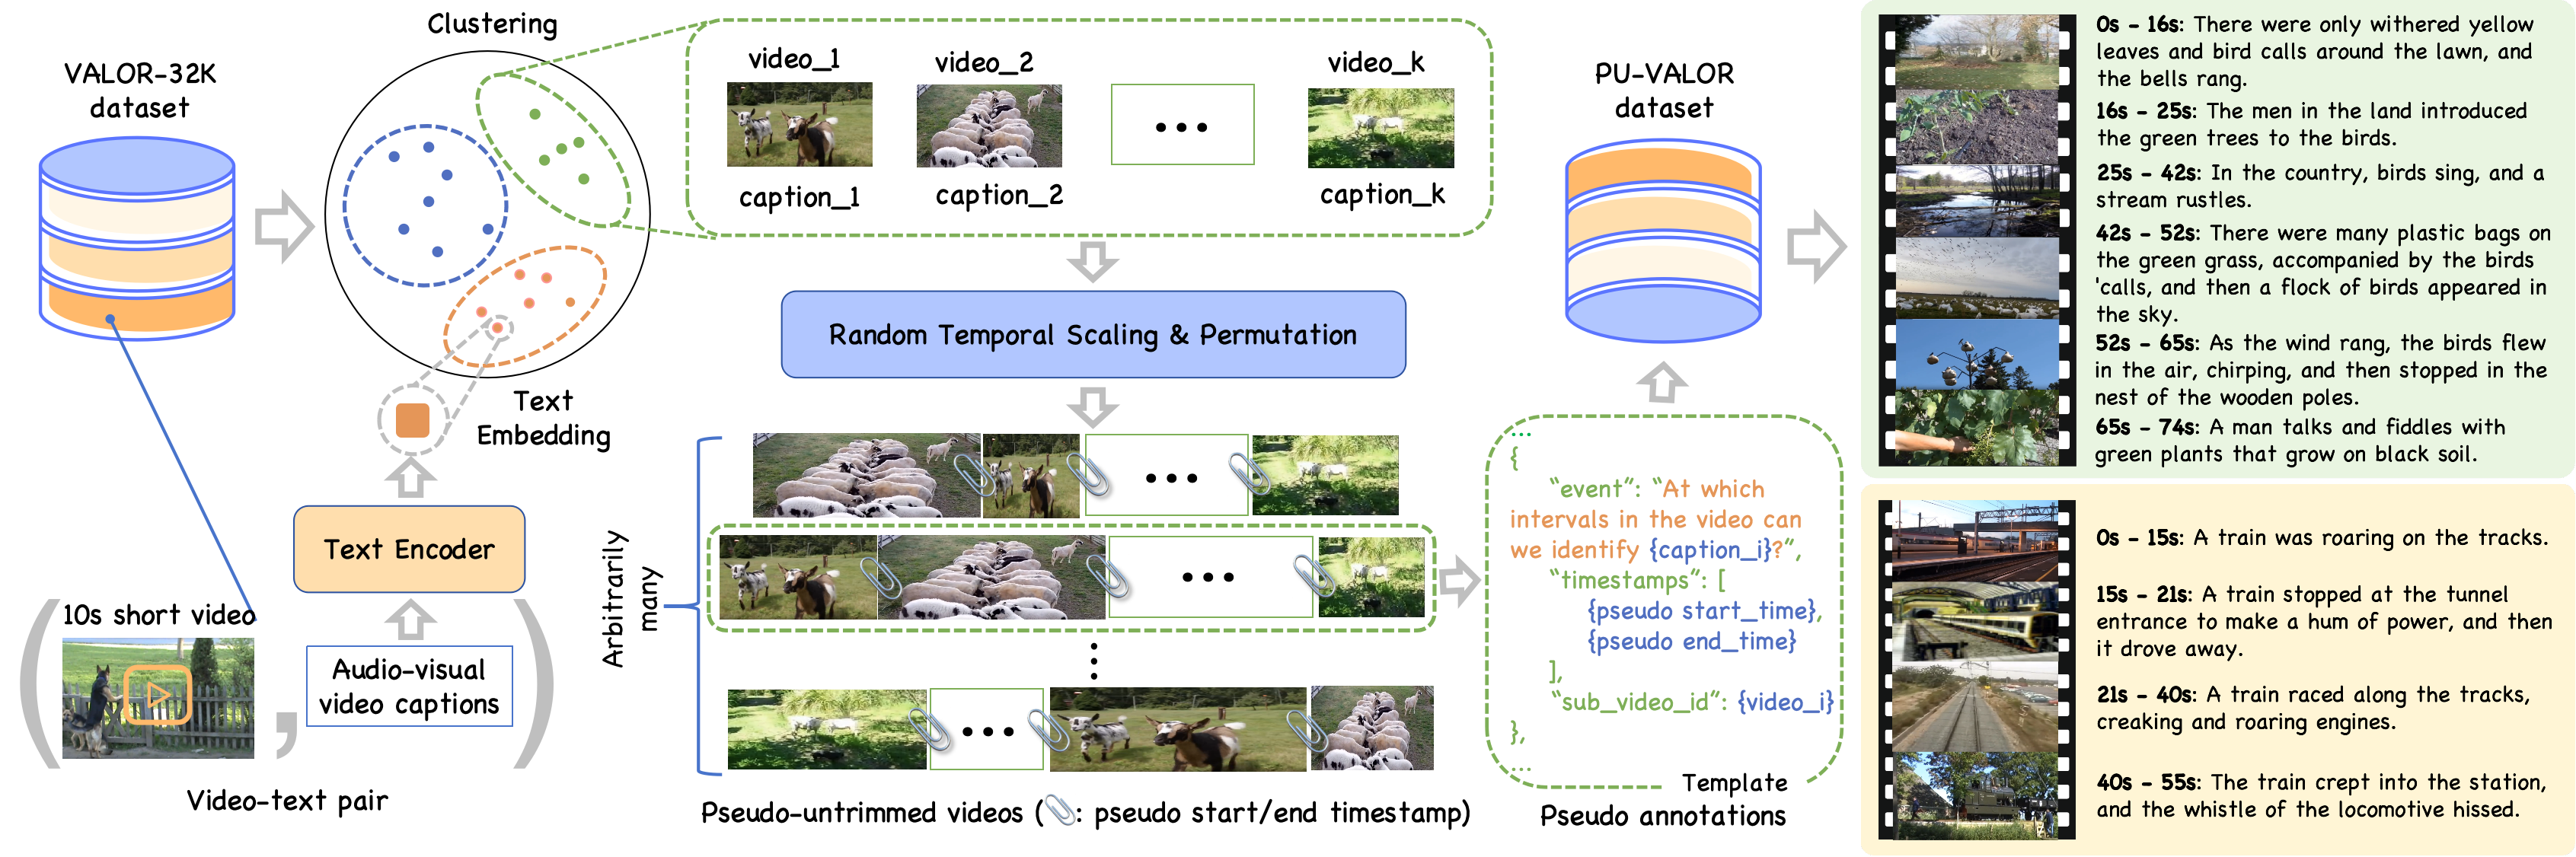 VALOR-32K
dataset
Clustering
video_1
video_2
video_k
caption_1
caption_2
caption_k
Random Temporal Scaling & Permutation
Text
Embedding
Text Encoder
10s short video
,
Audio-visual
video captions
Video-text pair
Arbitrarily
many
Pseudo-untrimmed videos ( : pseudo start/end timestamp)
PU-VALOR
dataset
...
{
"event": "At which
intervals in the video can
we identify {caption_i}?",
"timestamps": [
{pseudo start_time},
{pseudo end_time}
],
"sub_video_id": {video_i}
},
...
Template
Pseudo annotations
0s - 16s: There were only withered yellow
leaves and bird calls around the lawn, and
the bells rang.
16s - 25s: The men in the land introduced
the green trees to the birds.
25s - 42s: In the country, birds sing, and a
stream rustles.
42s - 52s: There were many plastic bags on
the green grass, accompanied by the birds
'calls, and then a flock of birds appeared in
the sky.
52s - 65s: As the wind rang, the birds flew
in the air, chirping, and then stopped in the
nest of the wooden poles.
65s - 74s: A man talks and fiddles with
green plants that grow on black soil.
0s - 15s: A train was roaring on the tracks.
15s - 21s: A train stopped at the tunnel
entrance to make a hum of power, and then
it drove away.
21s - 40s: A train raced along the tracks,
creaking and roaring engines.
40s - 55s: The train crept into the station,
and the whistle of the locomotive hissed.